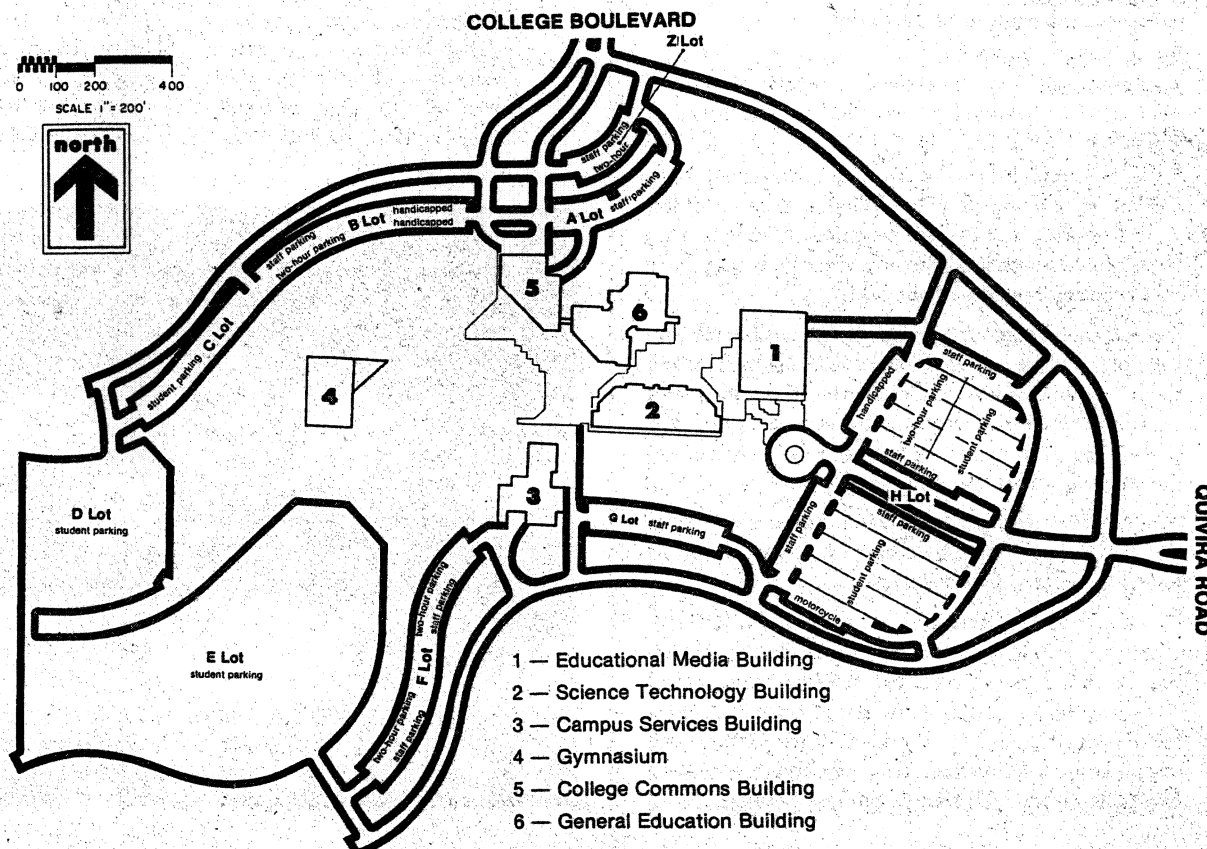 COLLEGE BOULEVARD
Z Lot
0 100 200 400
SCALE 1" = 200'
north
staff parking
two-hour
A Lot staff parking
B Lot
handicapped
handicapped
staff parking
two-hour parking
C Lot
student parking
5
6
1
4
2
3
staff parking
handicapped
two-hour parking
student parking
staff parking
H Lot
staff parking
staff parking
student parking
motorcycle
G Lot staff parking
D Lot
student parking
E Lot
student parking
two-hour parking
staff parking
F Lot
two-hour parking
staff parking
QUIVIRA ROAD
1 — Educational Media Building
2 — Science Technology Building
3 — Campus Services Building
4 — Gymnasium
5 — College Commons Building
6 — General Education Building